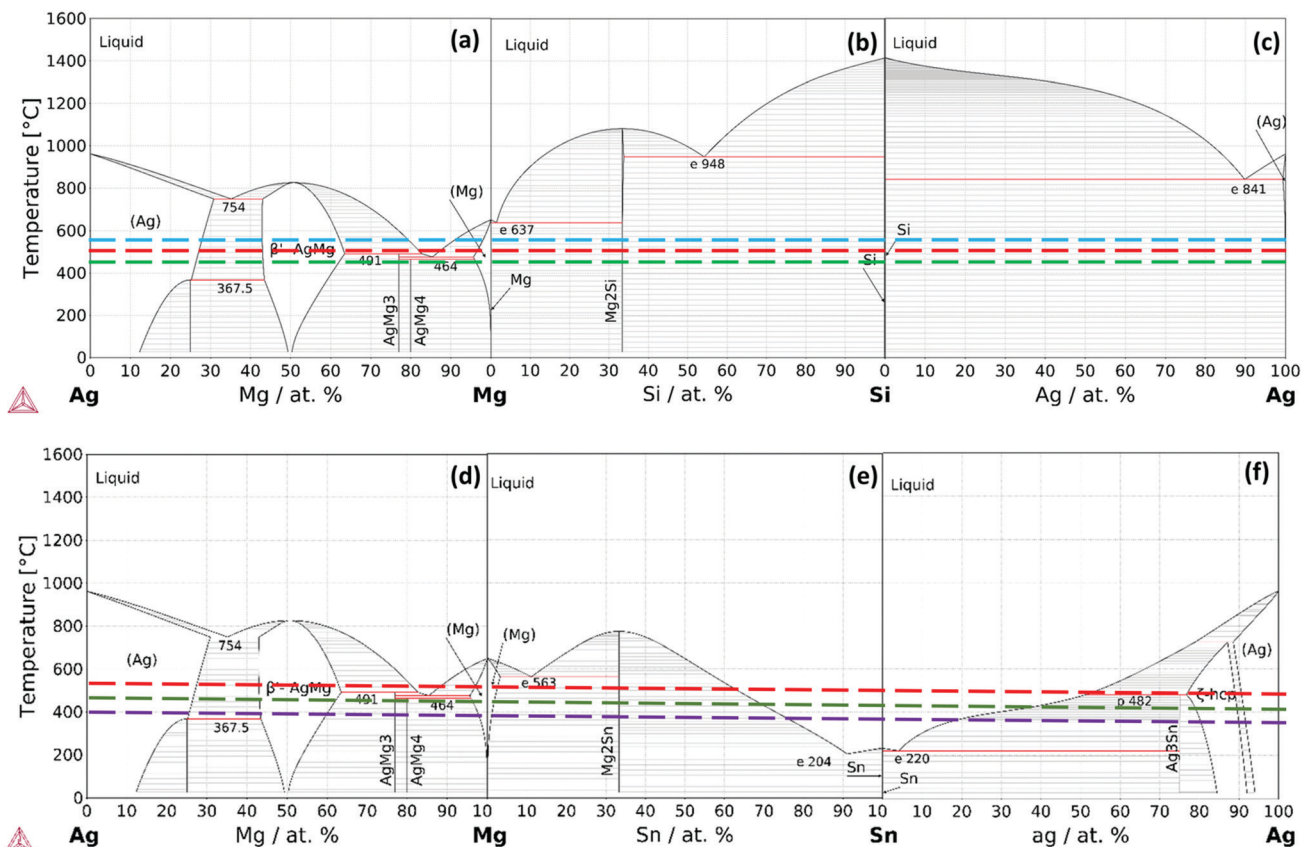 1600
1400
1200
1000
800
600
400
200
0
Temperature [°C]
Liquid
(a)
754
(Ag)
β'- AgMg
(Mg)
491
464
367.5
AgMg3
AgMg4
Mg
0 10 20 30 40 50 60 70 80 90
Ag
Mg / at. %
Mg
Liquid
(b)
e 948
e 637
Mg2Si
Si
0 10 20 30 40 50 60 70 80 90
Si / at. %
Si
Liquid
(c)
(Ag)
e 841
Si
0 10 20 30 40 50 60 70 80 90 100
Ag / at. %
Ag
1600
1400
1200
1000
800
600
400
200
0
Temperature [°C]
Liquid
(d)
754
(Ag)
β'- AgMg
(Mg)
491
464
367.5
AgMg3
AgMg4
0 10 20 30 40 50 60 70 80 90 10
Ag
Mg / at. %
Mg
(e)
(Mg)
e 563
Mg2Sn
e 204
Sn
0 10 20 30 40 50 60 70 80 90 10
Sn / at. %
Sn
Liquid
(f)
(Ag)
p 482
ζ-hcp
e 220
Ag3Sn
Sn
0 10 20 30 40 50 60 70 80 90 100
ag / at. %
Ag